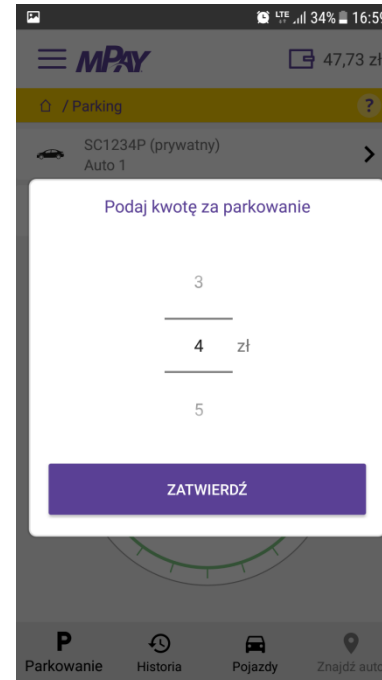 LTE 34% 16:59
mPAY 47,73 zł
/ Parking ?
SC1234P (prywatny)
Auto 1
Podaj kwotę za parkowanie
3
4 zł
5
ZATWIERDŹ
P
Parkowanie Historia Pojazdy Znajdź auto